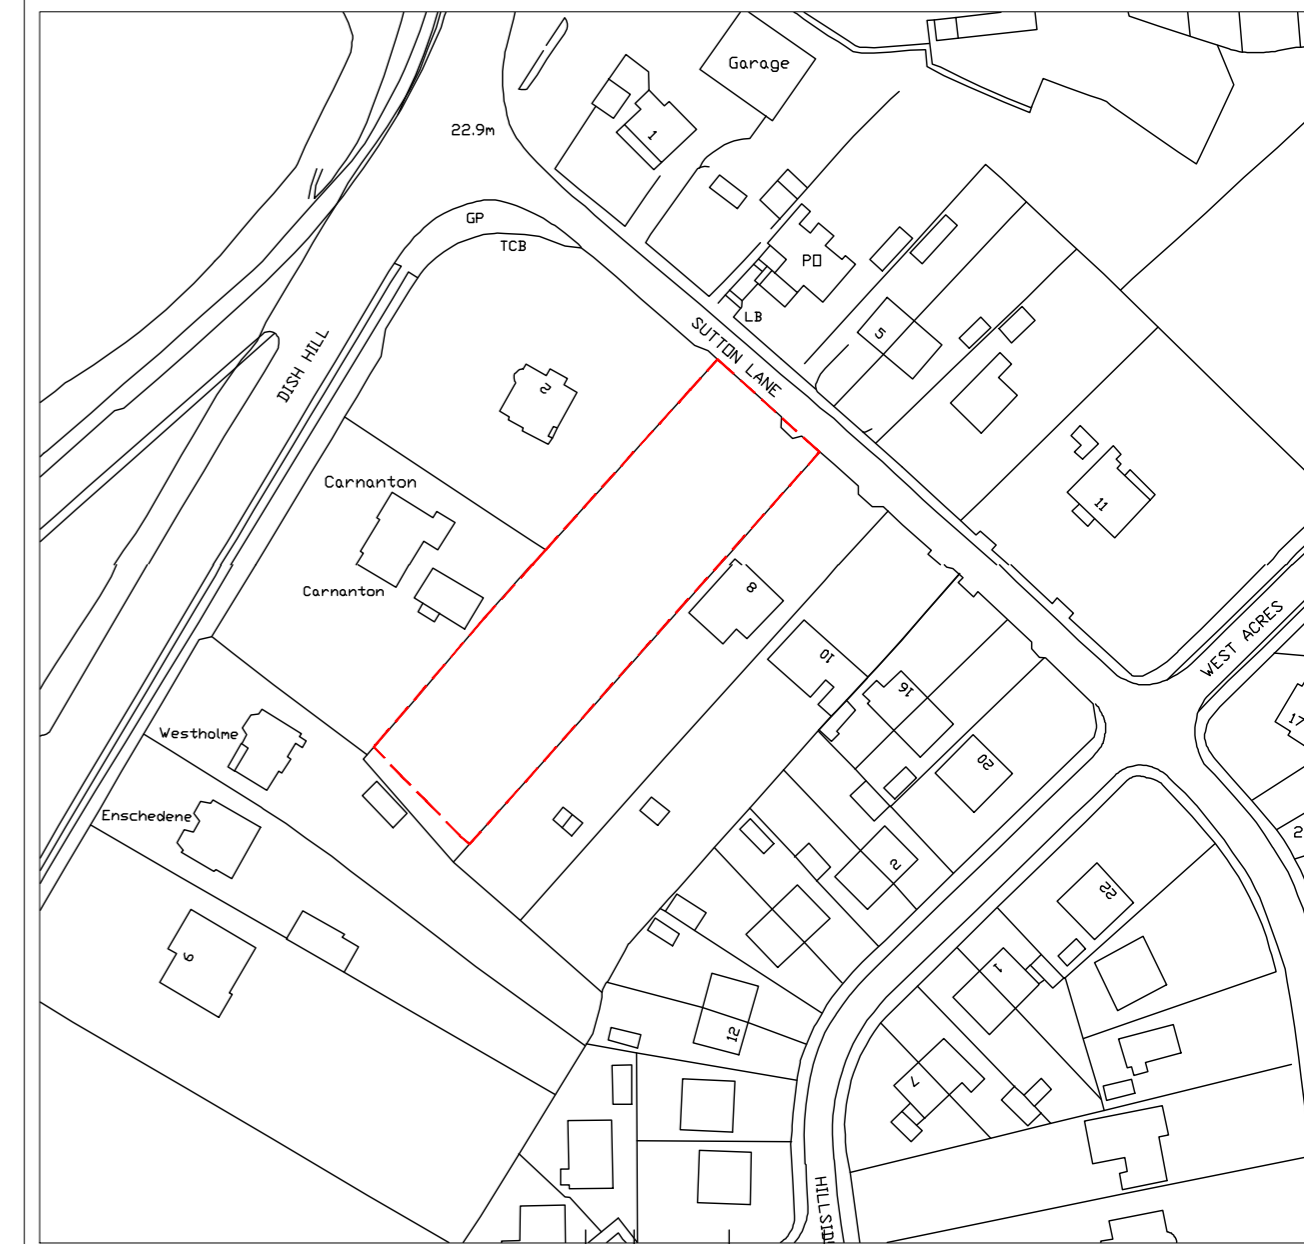 Garage
22.9m
1
GP
TCB
PO
LB
SUTTON LANE
5
DISH HILL
2
Carnanton
11
Carnanton
8
WEST ACRES
10
16
17
Westholme
20
Enschedene
2
2
22
6
1
12
7
HILLSID